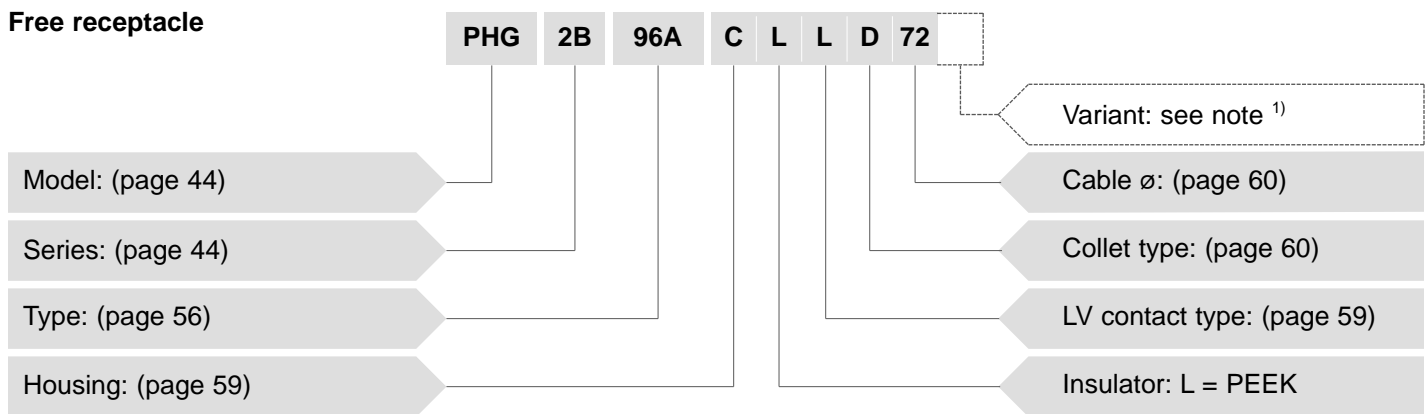 Free receptacle
PHG 2B 96A C L L D 72
Variant: see note 1)
Model: (page 44)
Cable ø: (page 60)
Series: (page 44)
Collet type: (page 60)
Type: (page 56)
LV contact type: (page 59)
Housing: (page 59)
Insulator: L = PEEK